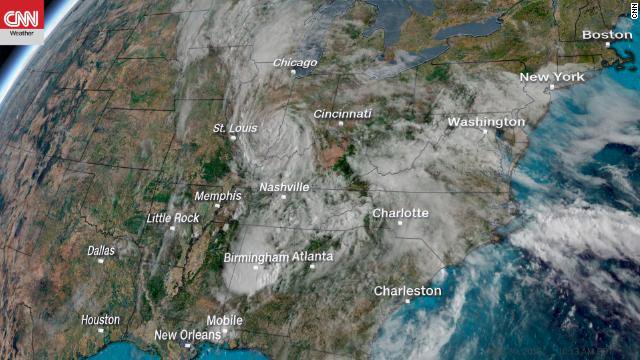 CNN
Weather
CNN
Boston
New York
Chicago
Cincinnati
Washington
St. Louis
Nashville
Memphis
Little Rock
Charlotte
Dallas
Birmingham
Atlanta
Charleston
Houston
Mobile
New Orleans